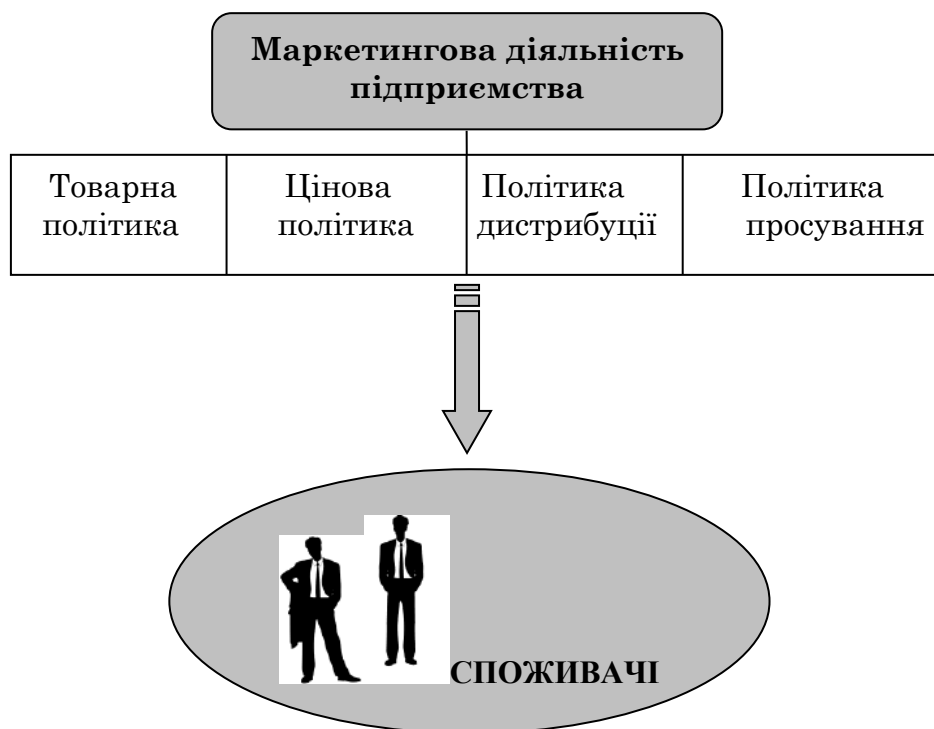 Маркетингова діяльність
підприємства
Товарна
політика
Цінова
політика
Політика
дистрибуції
Політика
просування
СПОЖИВАЧІ